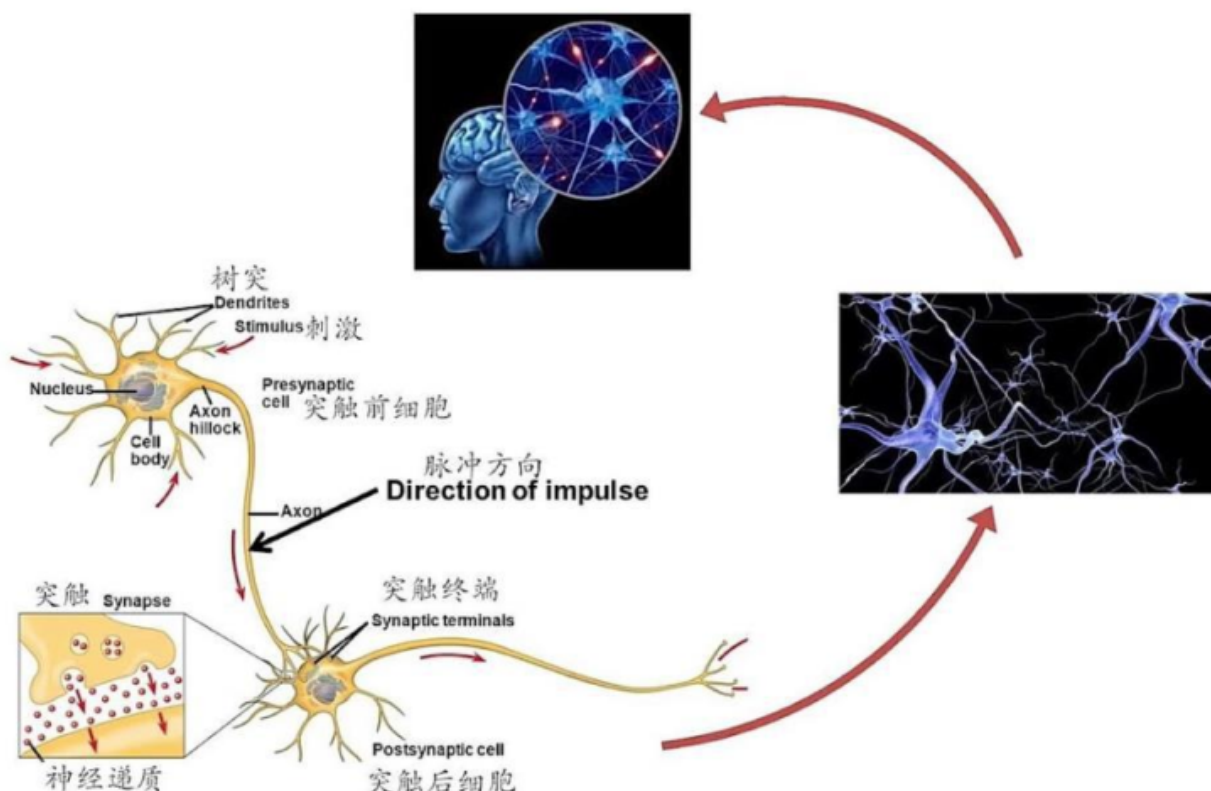 树突
Dendrites
Stimulus 刺激
Nucleus
Presynaptic
cell 突触前细胞
Axon
hillock
Cell
body
脉冲方向
Direction of impulse
Axon
突触 Synapse
突触终端
Synaptic terminals
神经递质
Postsynaptic cell
突触后细胞